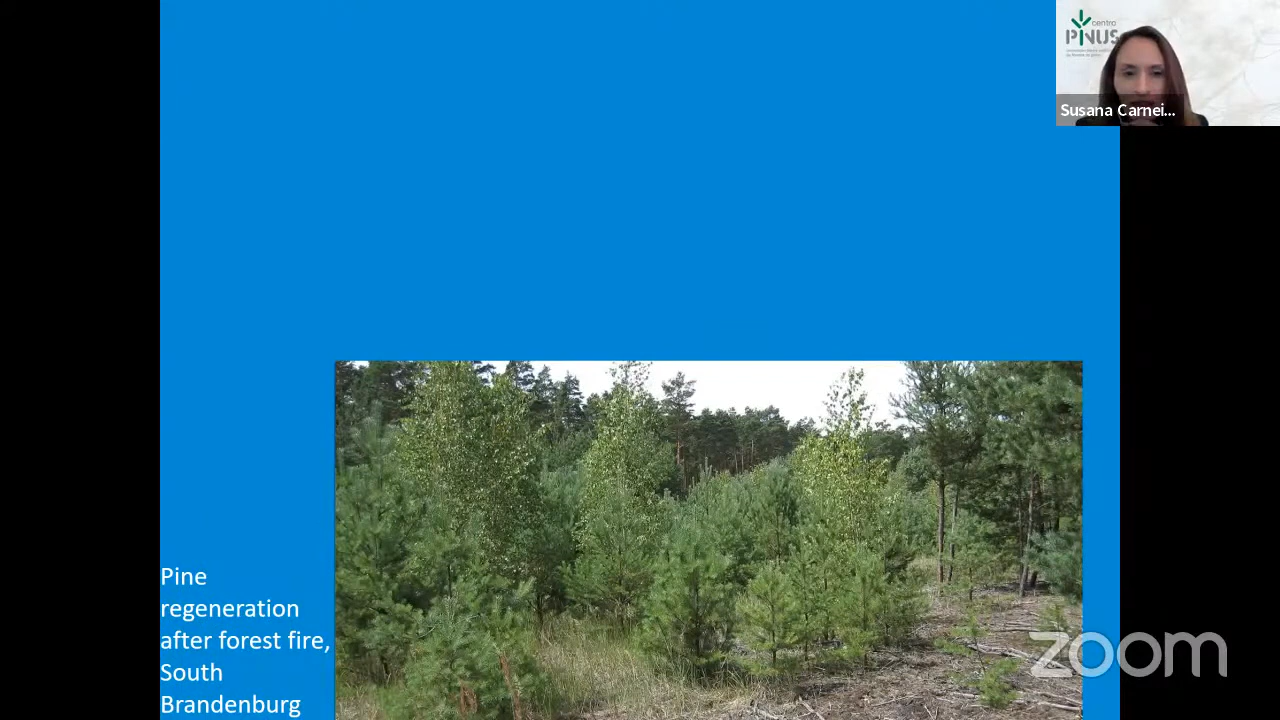 centro
PINUS
Susana Carnei...
Pine
regeneration
after forest fire,
South
Brandenburg
zoom